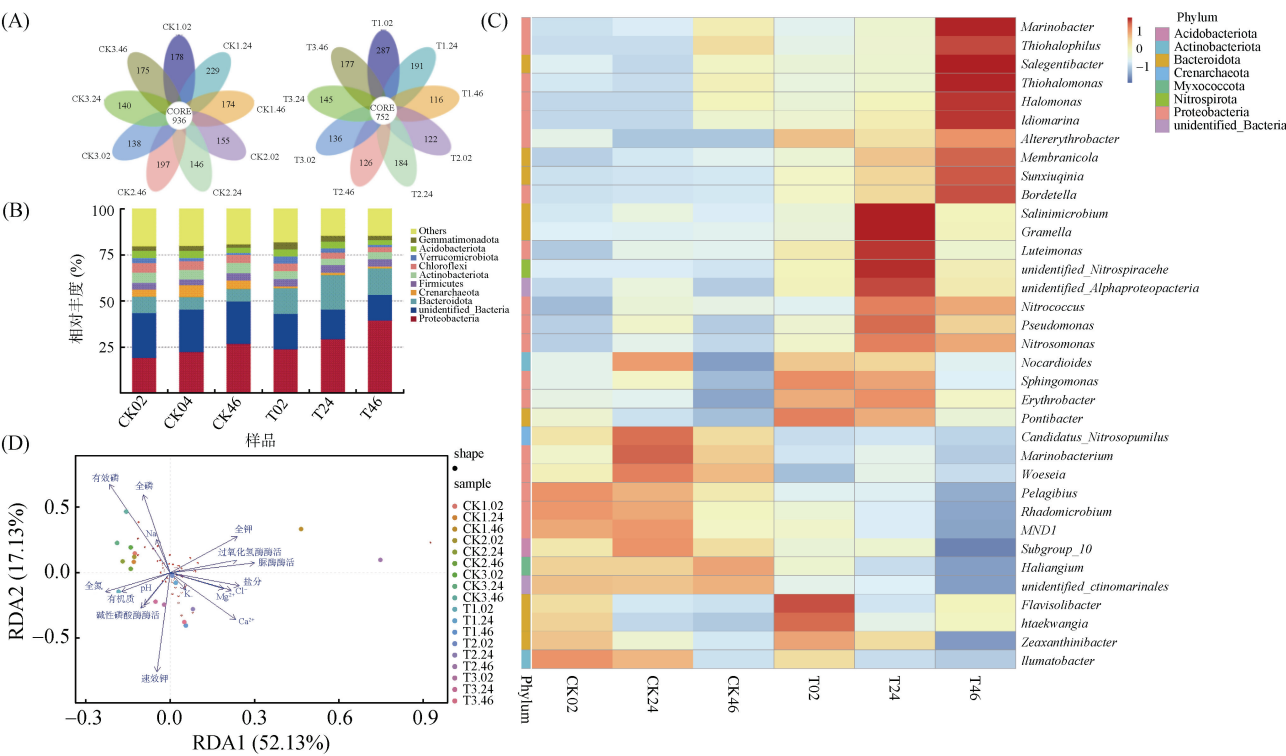 (A)
CK1.02
CK1.24
CK1.46
CK2.02
CK2.24
CK2.46
CK3.02
CK3.24
CK3.46
178
229
174
155
146
197
138
140
175
CORE
936
T1.02
T1.24
T1.46
T2.02
T2.24
T2.46
T3.02
T3.24
T3.46
287
191
116
122
184
126
136
145
177
CORE
752
(B)
100
75
50
25
相对丰度 (%)
CK02
CK04
CK46
T02
T24
T46
样品
Others
Gemmatimonadota
Acidobacteriota
Verrucomicrobiota
Chloroflexi
Actinobacteriota
Firmicutes
Crenarchaeota
Bacteroidota
unidentified_Bacteria
Proteobacteria
(C)
Marinobacter
Thiohalophilus
Salegentibacter
Thiohalomonas
Halomonas
Idiomarina
Altererythrobacter
Membranicola
Sunxiuqinia
Bordetella
Salinimicrobium
Gramella
Luteimonas
unidentified_Nitrospiracehe
unidentified_Alphaproteopacteria
Nitrococcus
Pseudomonas
Nitrosomonas
Nocardioides
Sphingomonas
Erythrobacter
Pontibacter
Candidatus_Nitrosopumilus
Marinobacterium
Woeseia
Pelagibius
Rhadomicrobium
MND1
Subgroup_10
Haliangium
unidentified_ctinomarinales
Flavisolibacter
htaekwangia
Zeaxanthinibacter
Ilumatobacter
Phylum
CK02
CK24
CK46
T02
T24
T46
1
0
−1
Phylum
Acidobacteriota
Actinobacteriota
Bacteroidota
Crenarchaeota
Myxococcota
Nitrospirota
Proteobacteria
unidentified_Bacteria
(D)
RDA2 (17.13%)
0.5
0.0
−0.5
−0.3
0.0
0.3
0.6
0.9
RDA1 (52.13%)
有效磷
全磷
Na
全钾
过氧化氢酶酶活
脲酶酶活
盐分
Cl⁻
Mg²⁺
K
Ca²⁺
全氮
pH
有机质
碱性磷酸酶酶活
速效钾
shape
sample
CK1.02
CK1.24
CK1.46
CK2.02
CK2.24
CK2.46
CK3.02
CK3.24
CK3.46
T1.02
T1.24
T1.46
T2.02
T2.24
T2.46
T3.02
T3.24
T3.46